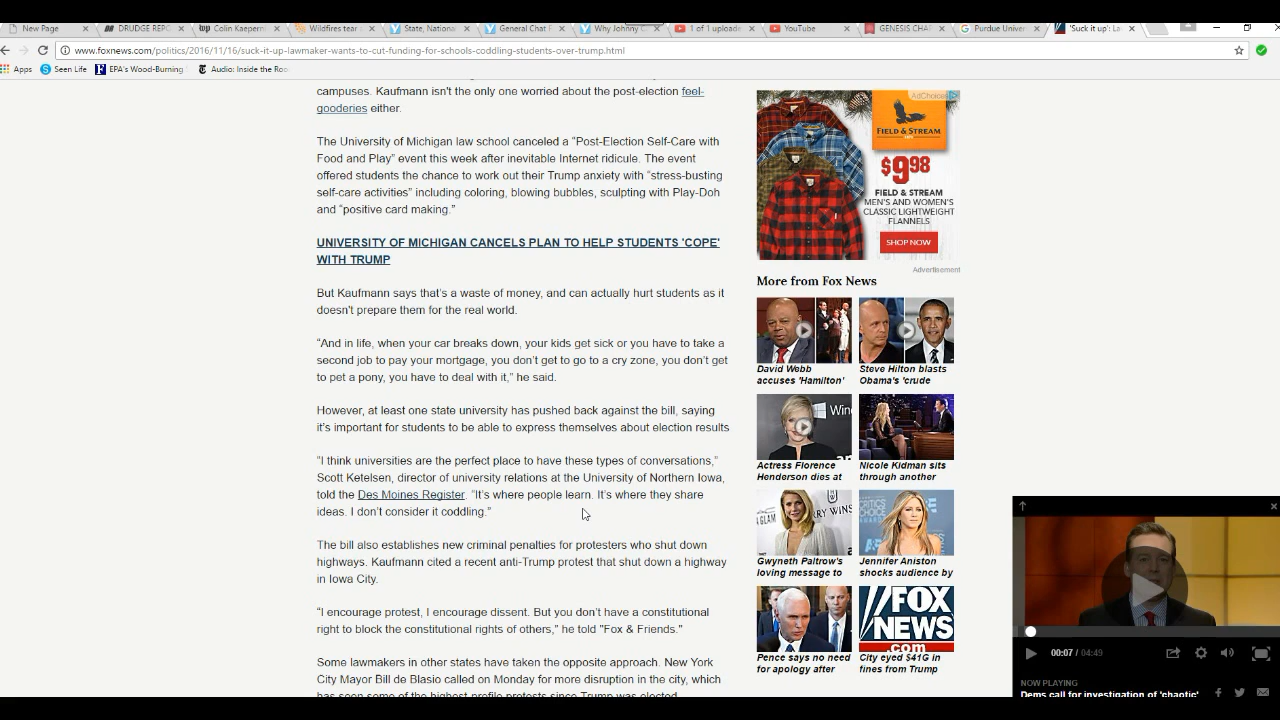 New Page
DRUDGE REPO
Colin Kaepern
Wildfires tear
State, National
General Chat F
Why Johnny C
1 of 1 uploade
YouTube
GENESIS CHA
Purdue Univer
'Suck it up': La
www.foxnews.com/politics/2016/11/16/suck-it-up-lawmaker-wants-to-cut-funding-for-schools-coddling-students-over-trump.html
Apps
Seen Life
EPA's Wood-Burning
Audio: Inside the Roo
campuses. Kaufmann isn't the only one worried about the post-election feel-
gooderies either.
The University of Michigan law school canceled a “Post-Election Self-Care with
Food and Play” event this week after inevitable Internet ridicule. The event
offered students the chance to work out their Trump anxiety with “stress-busting
self-care activities” including coloring, blowing bubbles, sculpting with Play-Doh
and “positive card making.”
UNIVERSITY OF MICHIGAN CANCELS PLAN TO HELP STUDENTS 'COPE'
WITH TRUMP
But Kaufmann says that’s a waste of money, and can actually hurt students as it
doesn’t prepare them for the real world.
“And in life, when your car breaks down, your kids get sick or you have to take a
second job to pay your mortgage, you don’t get to go to a cry zone, you don’t get
to pet a pony, you have to deal with it,” he said.
However, at least one state university has pushed back against the bill, saying
it’s important for students to be able to express themselves about election results
“I think universities are the perfect place to have these types of conversations,”
Scott Ketelsen, director of university relations at the University of Northern Iowa,
told the Des Moines Register. “It’s where people learn. It’s where they share
ideas. I don’t consider it coddling.”
The bill also establishes new criminal penalties for protesters who shut down
highways. Kaufmann cited a recent anti-Trump protest that shut down a highway
in Iowa City.
“I encourage protest, I encourage dissent. But you don’t have a constitutional
right to block the constitutional rights of others,” he told "Fox & Friends."
Some lawmakers in other states have taken the opposite approach. New York
City Mayor Bill de Blasio called on Monday for more disruption in the city, which
has seen some of the highest profile protests since Trump was elected.
AdChoices
FIELD & STREAM
$9.98
FIELD & STREAM
MEN'S AND WOMEN'S
CLASSIC LIGHTWEIGHT
FLANNELS
SHOP NOW
Advertisement
More from Fox News
David Webb
accuses 'Hamilton'
Steve Hilton blasts
Obama's 'crude
Actress Florence
Henderson dies at
Nicole Kidman sits
through another
Gwyneth Paltrow's
loving message to
Jennifer Aniston
shocks audience by
FOX
NEWS
.com
Pence says no need
for apology after
City eyed $41G in
fines from Trump
00:07 / 04:49
NOW PLAYING
Dems call for investigation of 'chaotic'